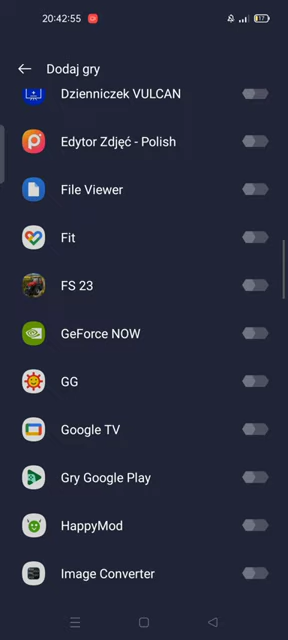 20:42:55
17
Dodaj gry
Dzienniczek VULCAN
Edytor Zdjęć - Polish
File Viewer
Fit
FS 23
GeForce NOW
GG
Google TV
Gry Google Play
HappyMod
Image Converter